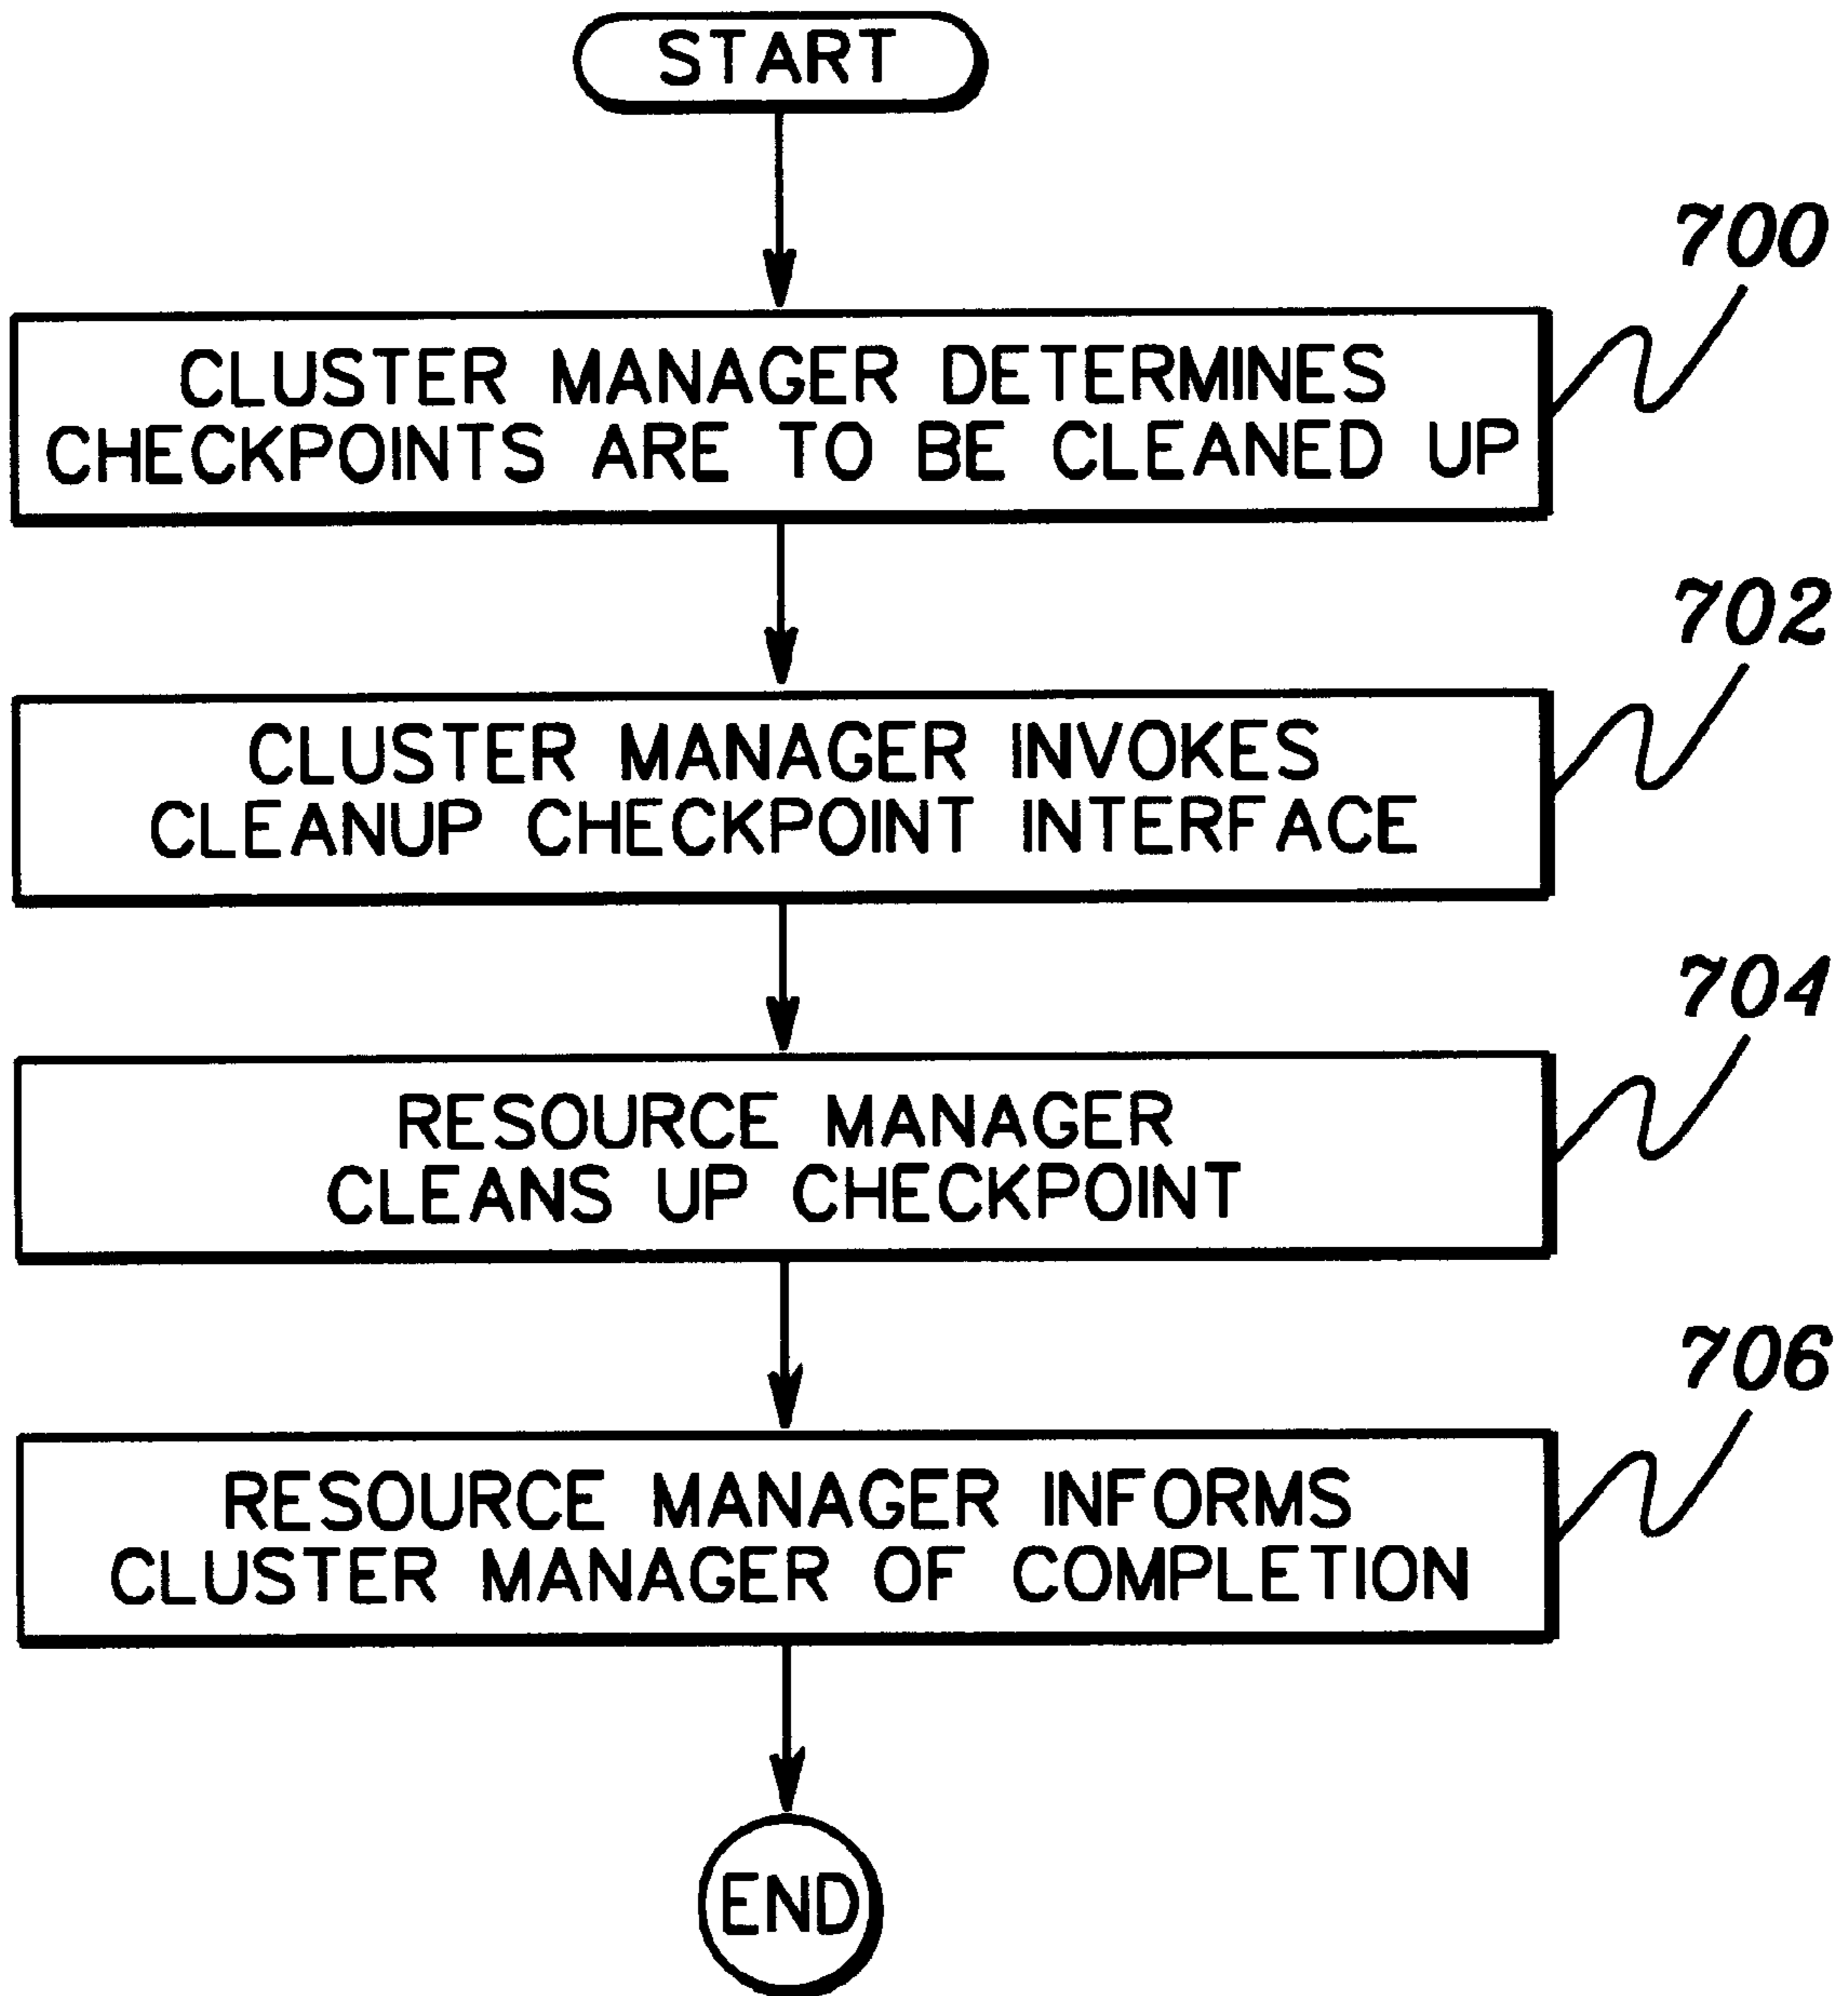 START
700
CLUSTER MANAGER DETERMINES
CHECKPOINTS ARE TO BE CLEANED UP
702
CLUSTER MANAGER INVOKES
CLEANUP CHECKPOINT INTERFACE
704
RESOURCE MANAGER
CLEANS UP CHECKPOINT
706
RESOURCE MANAGER INFORMS
CLUSTER MANAGER OF COMPLETION
END